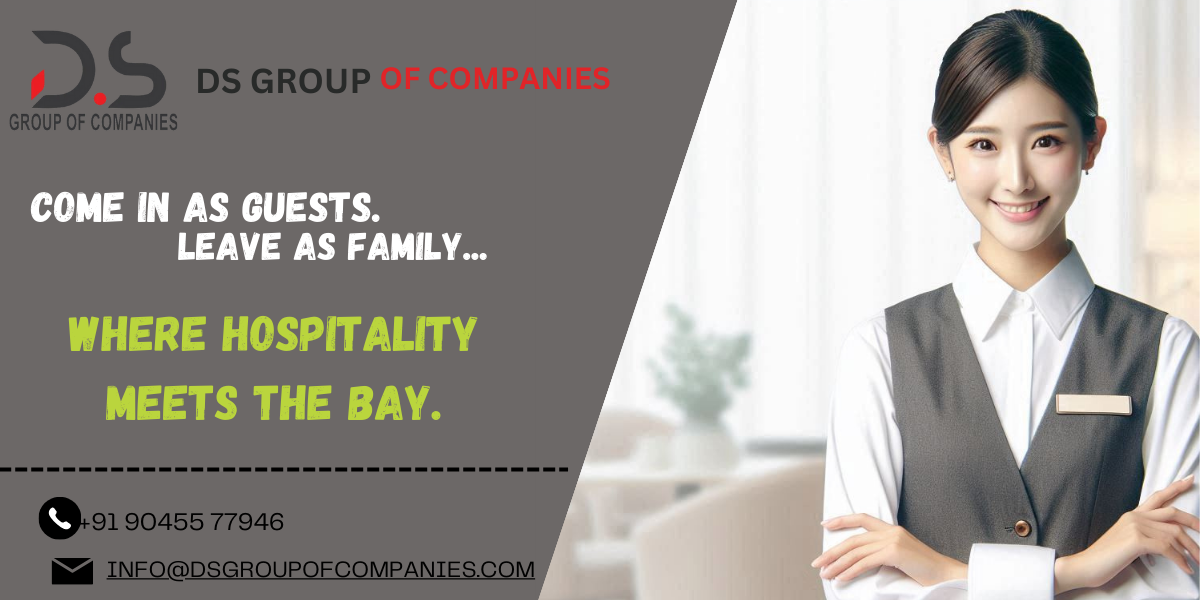 D.S
GROUP OF COMPANIES
DS GROUP OF COMPANIES
COME IN AS GUESTS.
LEAVE AS FAMILY...
WHERE HOSPITALITY
MEETS THE BAY.
+91 90455 77946
INFO@DSGROUPOFCOMPANIES.COM